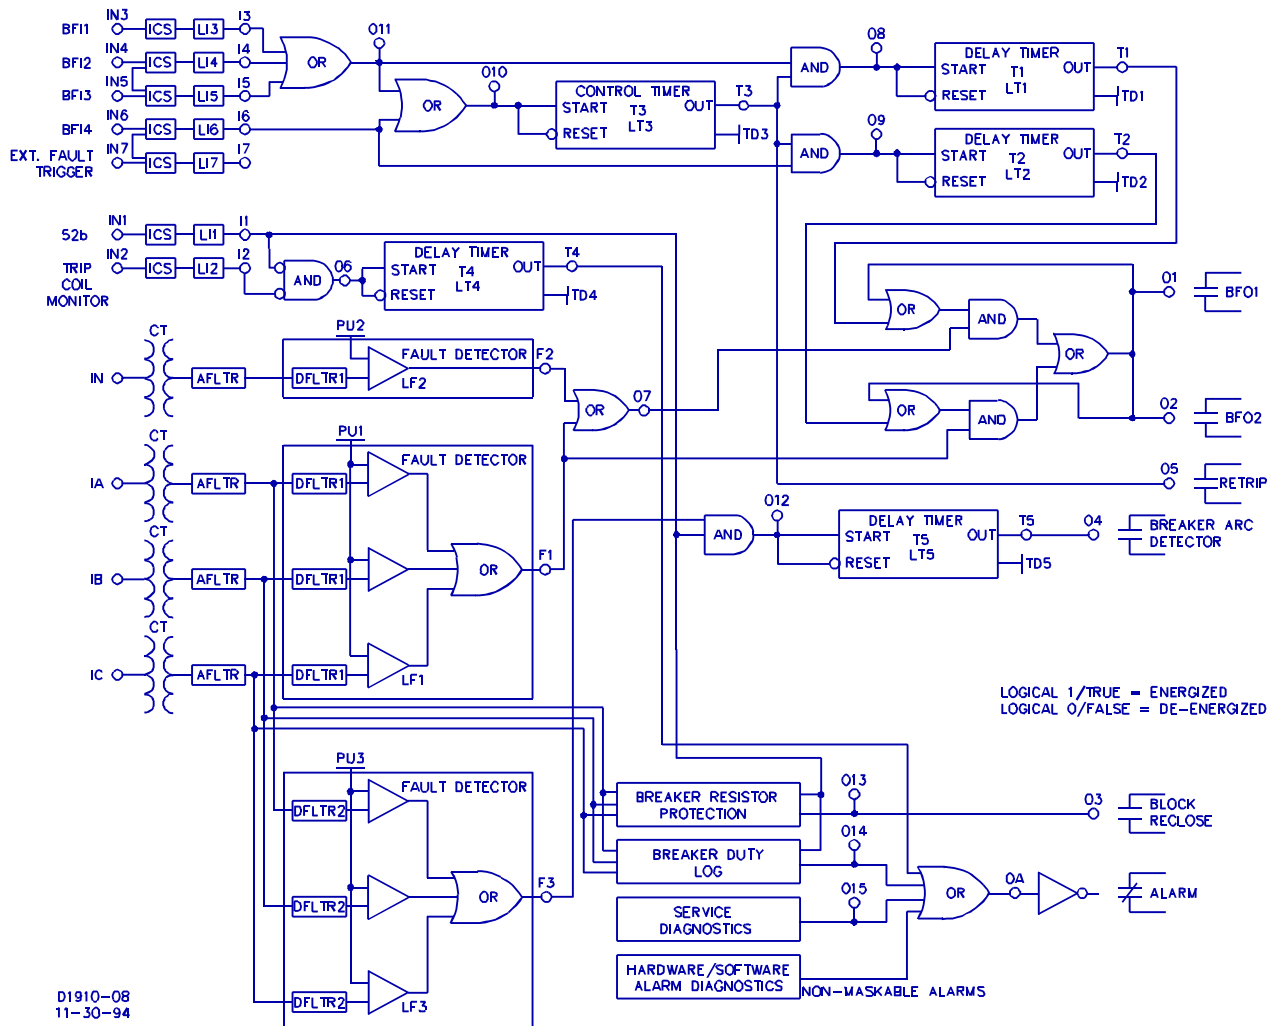 IN3
BFI1
ICS
LI3
I3
IN4
BFI2
ICS
LI4
I4
IN5
BFI3
ICS
LI5
I5
IN6
BFI4
ICS
LI6
I6
IN7
EXT. FAULT
TRIGGER
ICS
LI7
I7
OR
O11
OR
O10
CONTROL TIMER
START
T3
LT3
RESET
OUT
T3
TD3
AND
O8
DELAY TIMER
START
T1
LT1
RESET
OUT
T1
TD1
AND
O9
DELAY TIMER
START
T2
LT2
RESET
OUT
T2
TD2
IN1
52b
ICS
LI1
I1
IN2
TRIP
COIL
MONITOR
ICS
LI2
I2
AND
O6
DELAY TIMER
START
T4
LT4
RESET
OUT
T4
TD4
OR
AND
OR
OR
AND
O1
BFO1
O2
BFO2
O5
RETRIP
CT
IN
AFLTR
PU2
DFLTR1
FAULT DETECTOR
LF2
F2
OR
O7
CT
IA
AFLTR
PU1
DFLTR1
FAULT DETECTOR
CT
IB
AFLTR
DFLTR1
OR
F1
CT
IC
AFLTR
DFLTR1
LF1
AND
O12
DELAY TIMER
START
T5
LT5
RESET
OUT
T5
TD5
O4
BREAKER ARC
DETECTOR
LOGICAL 1/TRUE = ENERGIZED
LOGICAL 0/FALSE = DE-ENERGIZED
PU3
FAULT DETECTOR
DFLTR2
DFLTR2
OR
F3
DFLTR2
LF3
BREAKER RESISTOR
PROTECTION
O13
O3
BLOCK
RECLOSE
BREAKER DUTY
LOG
O14
SERVICE
DIAGNOSTICS
O15
OR
OA
ALARM
HARDWARE/SOFTWARE
ALARM DIAGNOSTICS
NON-MASKABLE ALARMS
D1910-08
11-30-94